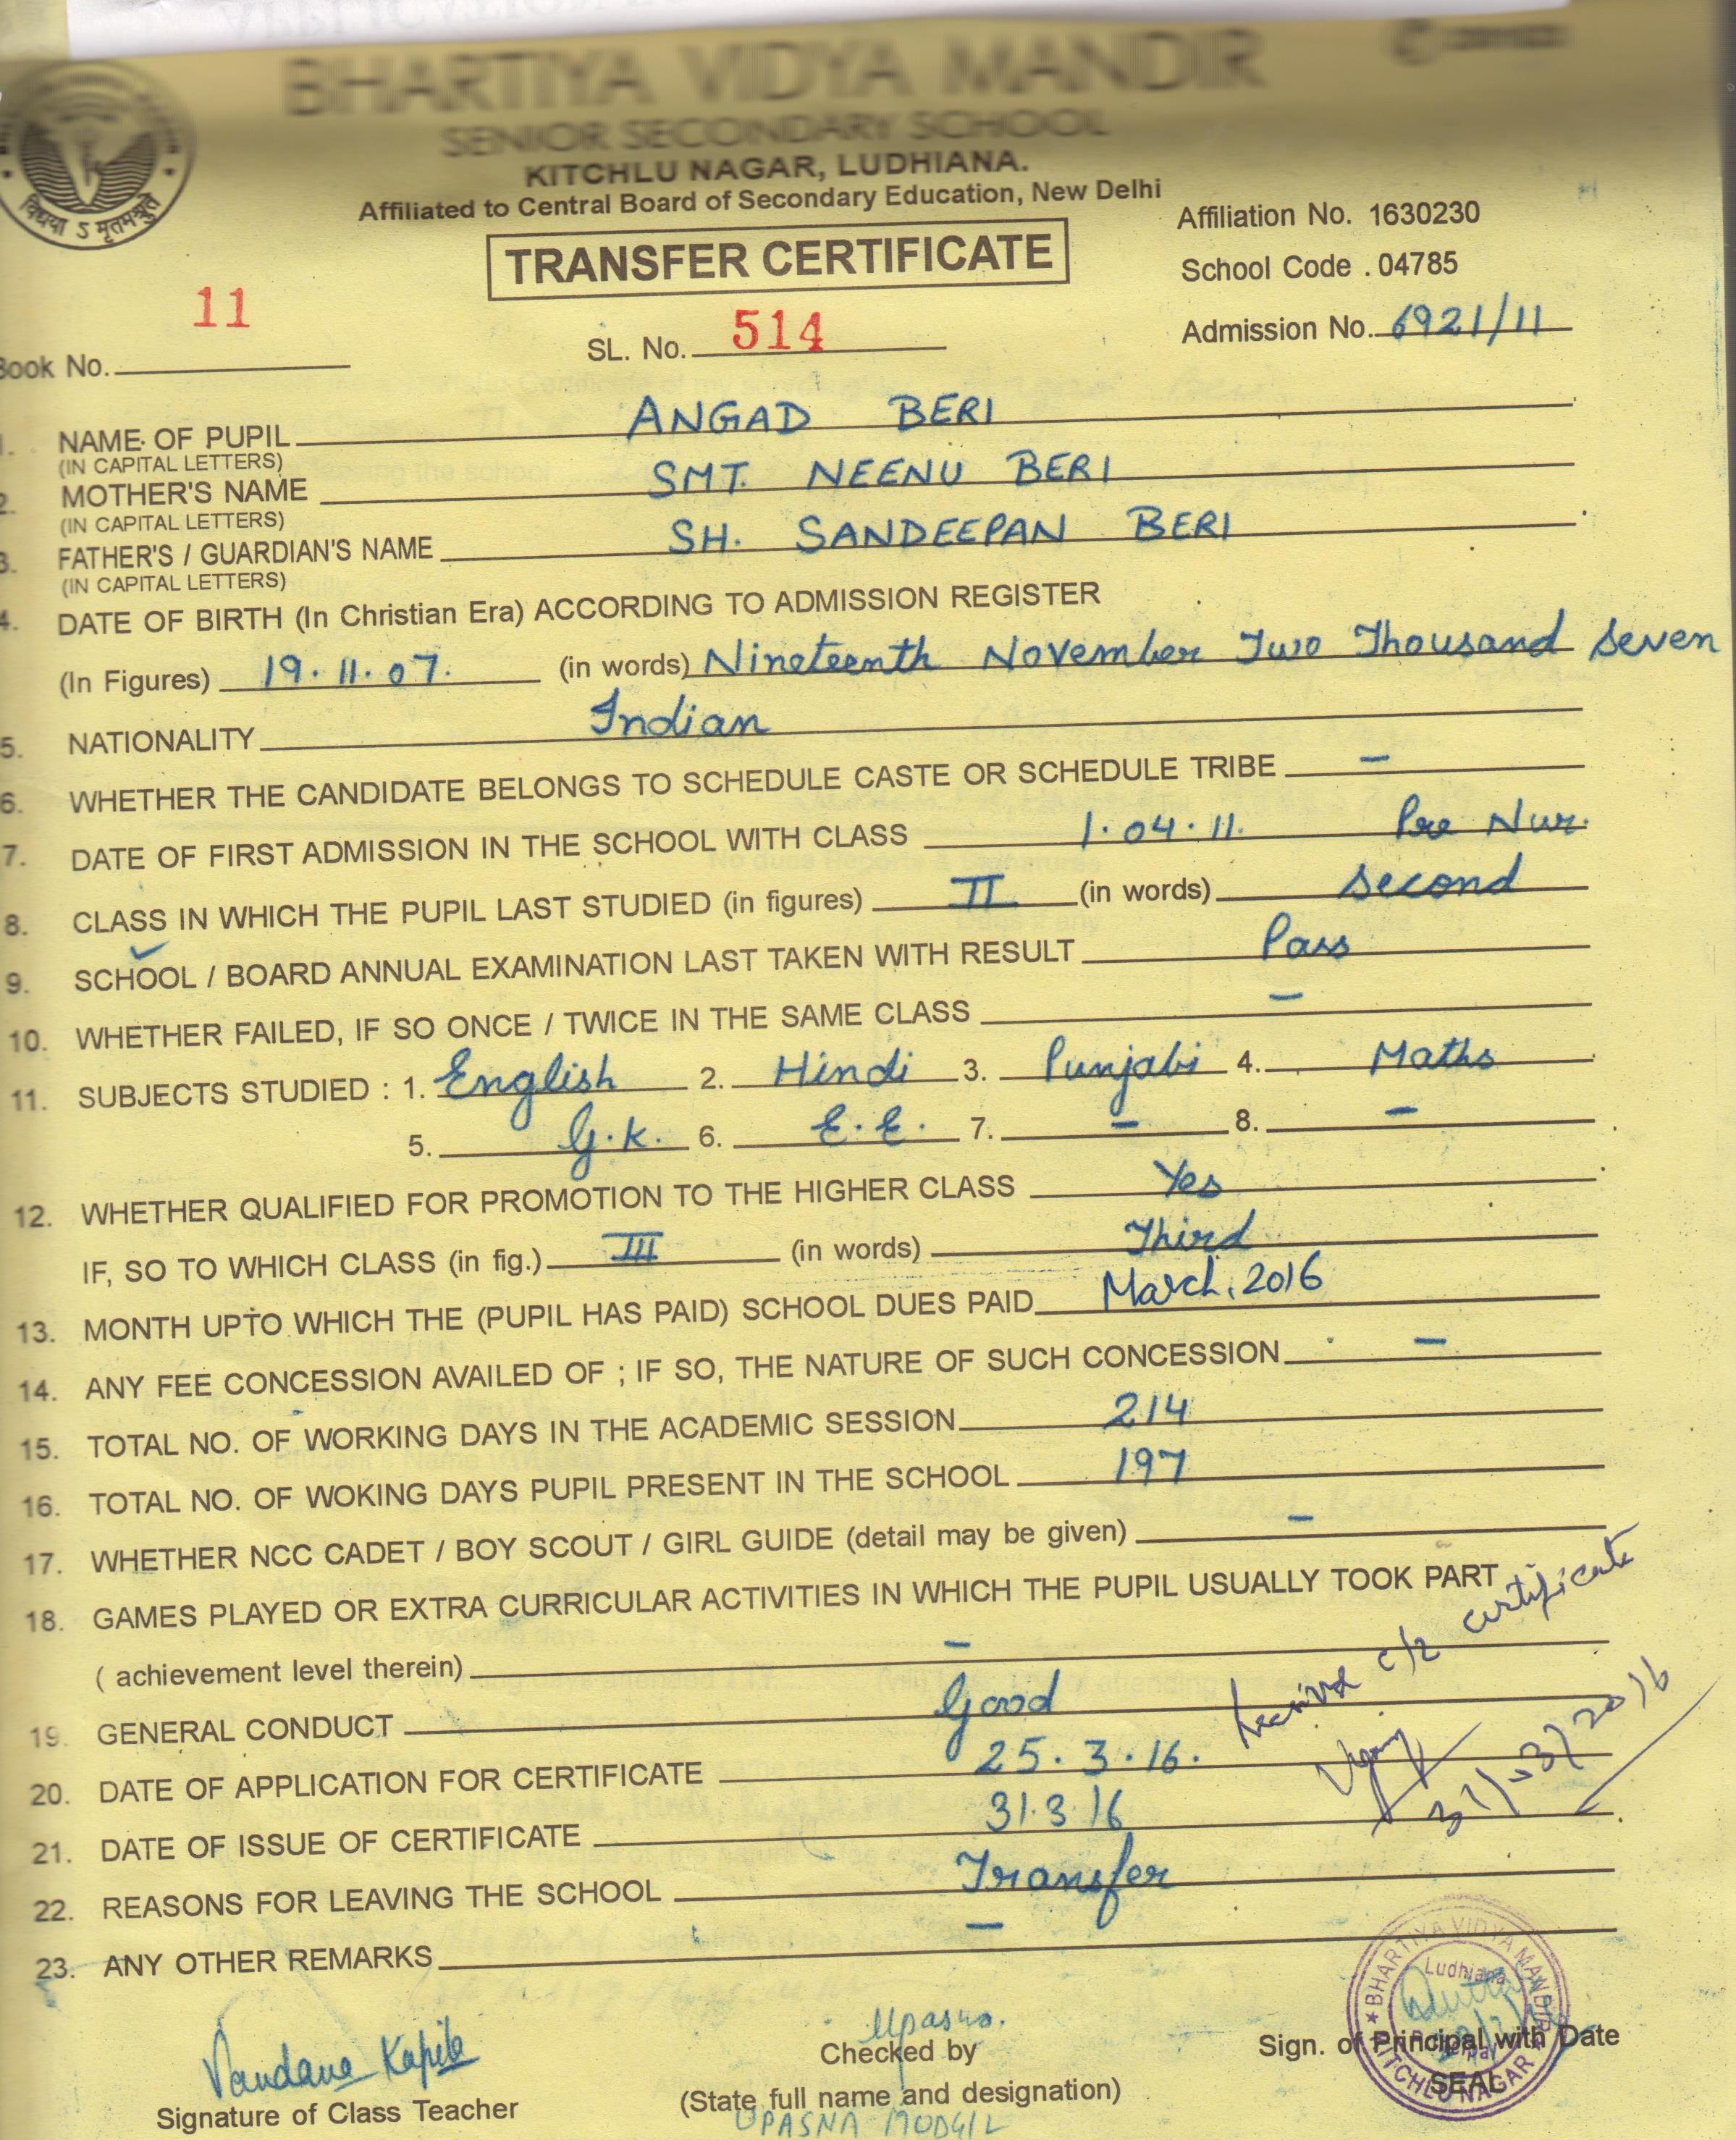 BHARTIYA VIDYA MANDIR
SENIOR SECONDARY SCHOOL
KITCHLU NAGAR, LUDHIANA.
Affiliated to Central Board of Secondary Education, New Delhi
विद्यया ऽ मृतमश्नुते
Affiliation No. 1630230
TRANSFER CERTIFICATE
School Code . 04785
Book No. 11
SL. No. 514
Admission No. 6921/11
1. NAME OF PUPIL ANGAD BERI
(IN CAPITAL LETTERS)
2. MOTHER'S NAME SMT. NEENU BERI
(IN CAPITAL LETTERS)
3. FATHER'S / GUARDIAN'S NAME SH. SANDEEPAN BERI
(IN CAPITAL LETTERS)
4. DATE OF BIRTH (In Christian Era) ACCORDING TO ADMISSION REGISTER
(In Figures) 19.11.07. (in words) Nineteenth November Two Thousand Seven
5. NATIONALITY Indian
6. WHETHER THE CANDIDATE BELONGS TO SCHEDULE CASTE OR SCHEDULE TRIBE –
7. DATE OF FIRST ADMISSION IN THE SCHOOL WITH CLASS 1.04.11. Pre Nur.
8. CLASS IN WHICH THE PUPIL LAST STUDIED (in figures) II (in words) Second
9. SCHOOL / BOARD ANNUAL EXAMINATION LAST TAKEN WITH RESULT Pass
10. WHETHER FAILED, IF SO ONCE / TWICE IN THE SAME CLASS –
11. SUBJECTS STUDIED : 1. English 2. Hindi 3. Punjabi 4. Maths
5. G.K. 6. E.E. 7. – 8. –
12. WHETHER QUALIFIED FOR PROMOTION TO THE HIGHER CLASS Yes
IF, SO TO WHICH CLASS (in fig.) III (in words) Third
13. MONTH UPTO WHICH THE (PUPIL HAS PAID) SCHOOL DUES PAID March, 2016
14. ANY FEE CONCESSION AVAILED OF ; IF SO, THE NATURE OF SUCH CONCESSION –
15. TOTAL NO. OF WORKING DAYS IN THE ACADEMIC SESSION 214
16. TOTAL NO. OF WOKING DAYS PUPIL PRESENT IN THE SCHOOL 197
17. WHETHER NCC CADET / BOY SCOUT / GIRL GUIDE (detail may be given) –
18. GAMES PLAYED OR EXTRA CURRICULAR ACTIVITIES IN WHICH THE PUPIL USUALLY TOOK PART
( achievement level therein) –
19. GENERAL CONDUCT Good
certificate
20. DATE OF APPLICATION FOR CERTIFICATE 25.3.16.
21. DATE OF ISSUE OF CERTIFICATE 31.3.16
31-3/2016
22. REASONS FOR LEAVING THE SCHOOL Transfer
23. ANY OTHER REMARKS –
BHARTIYA VIDYA MANDIR
Ludhiana
Principal
KITCHLU NAGAR
Vandana Kapila
Signature of Class Teacher
Upasna.
Checked by
(State full name and designation)
UPASNA MODGIL
Sign. of Principal with Date
SEAL